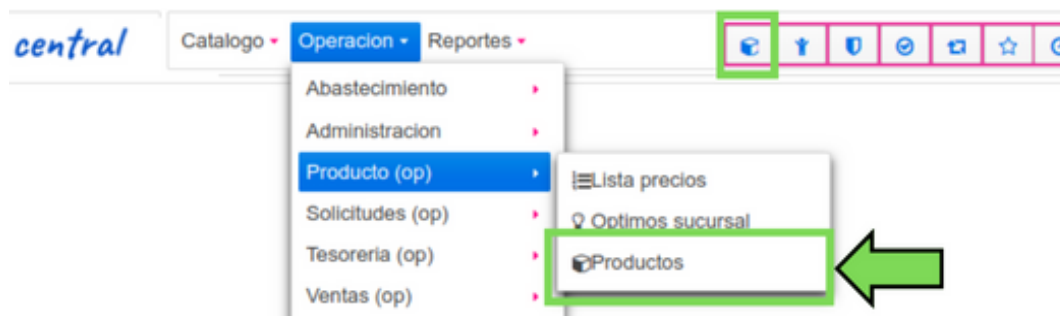 central
Catalogo Operacion Reportes
Abastecimiento
Administracion
Producto (op)
Lista precios
Solicitudes (op)
Optimos sucursal
Tesoreria (op)
Productos
Ventas (op)